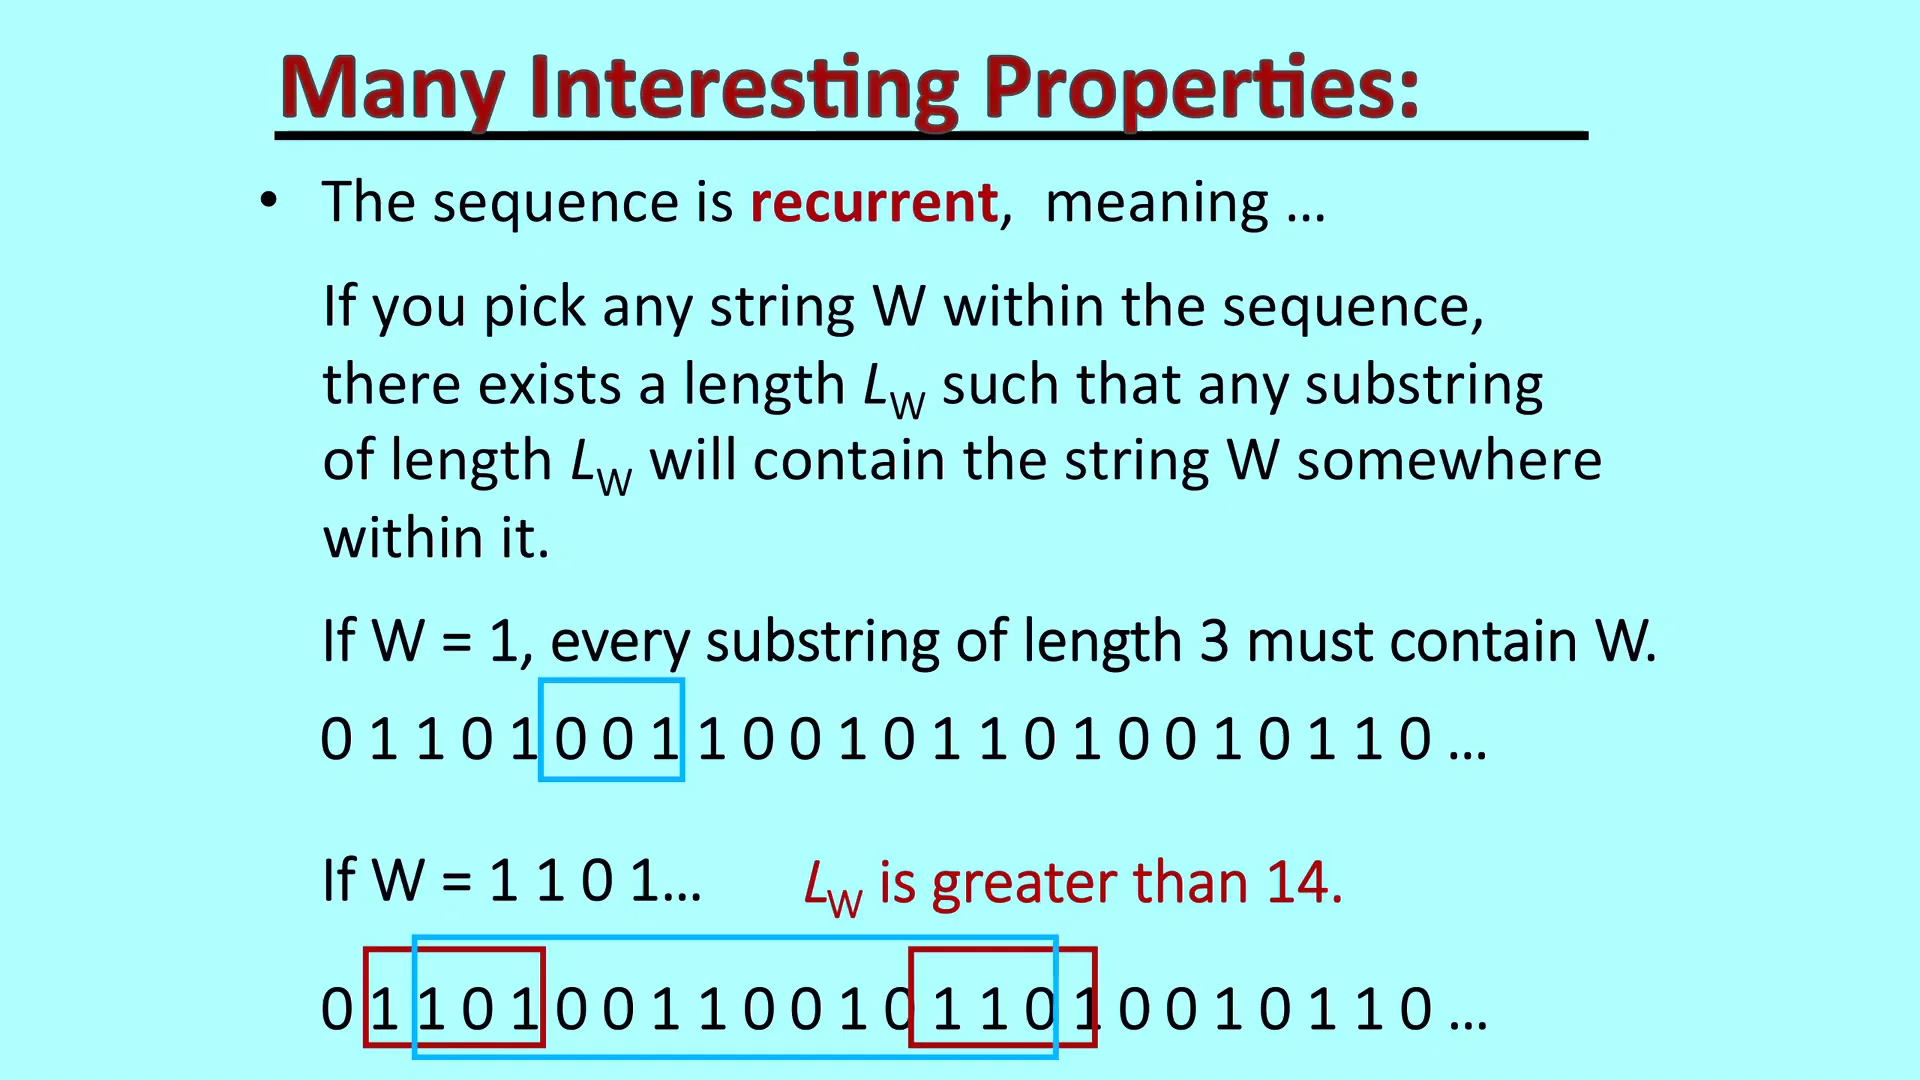 Many Interesting Properties:
• The sequence is recurrent, meaning …
If you pick any string W within the sequence,
there exists a length LW such that any substring
of length LW will contain the string W somewhere
within it.
If W = 1, every substring of length 3 must contain W.
0 1 1 0 1 0 0 1 1 0 0 1 0 1 1 0 1 0 0 1 0 1 1 0 …
If W = 1 1 0 1… LW is greater than 14.
0 1 1 0 1 0 0 1 1 0 0 1 0 1 1 0 1 0 0 1 0 1 1 0 …